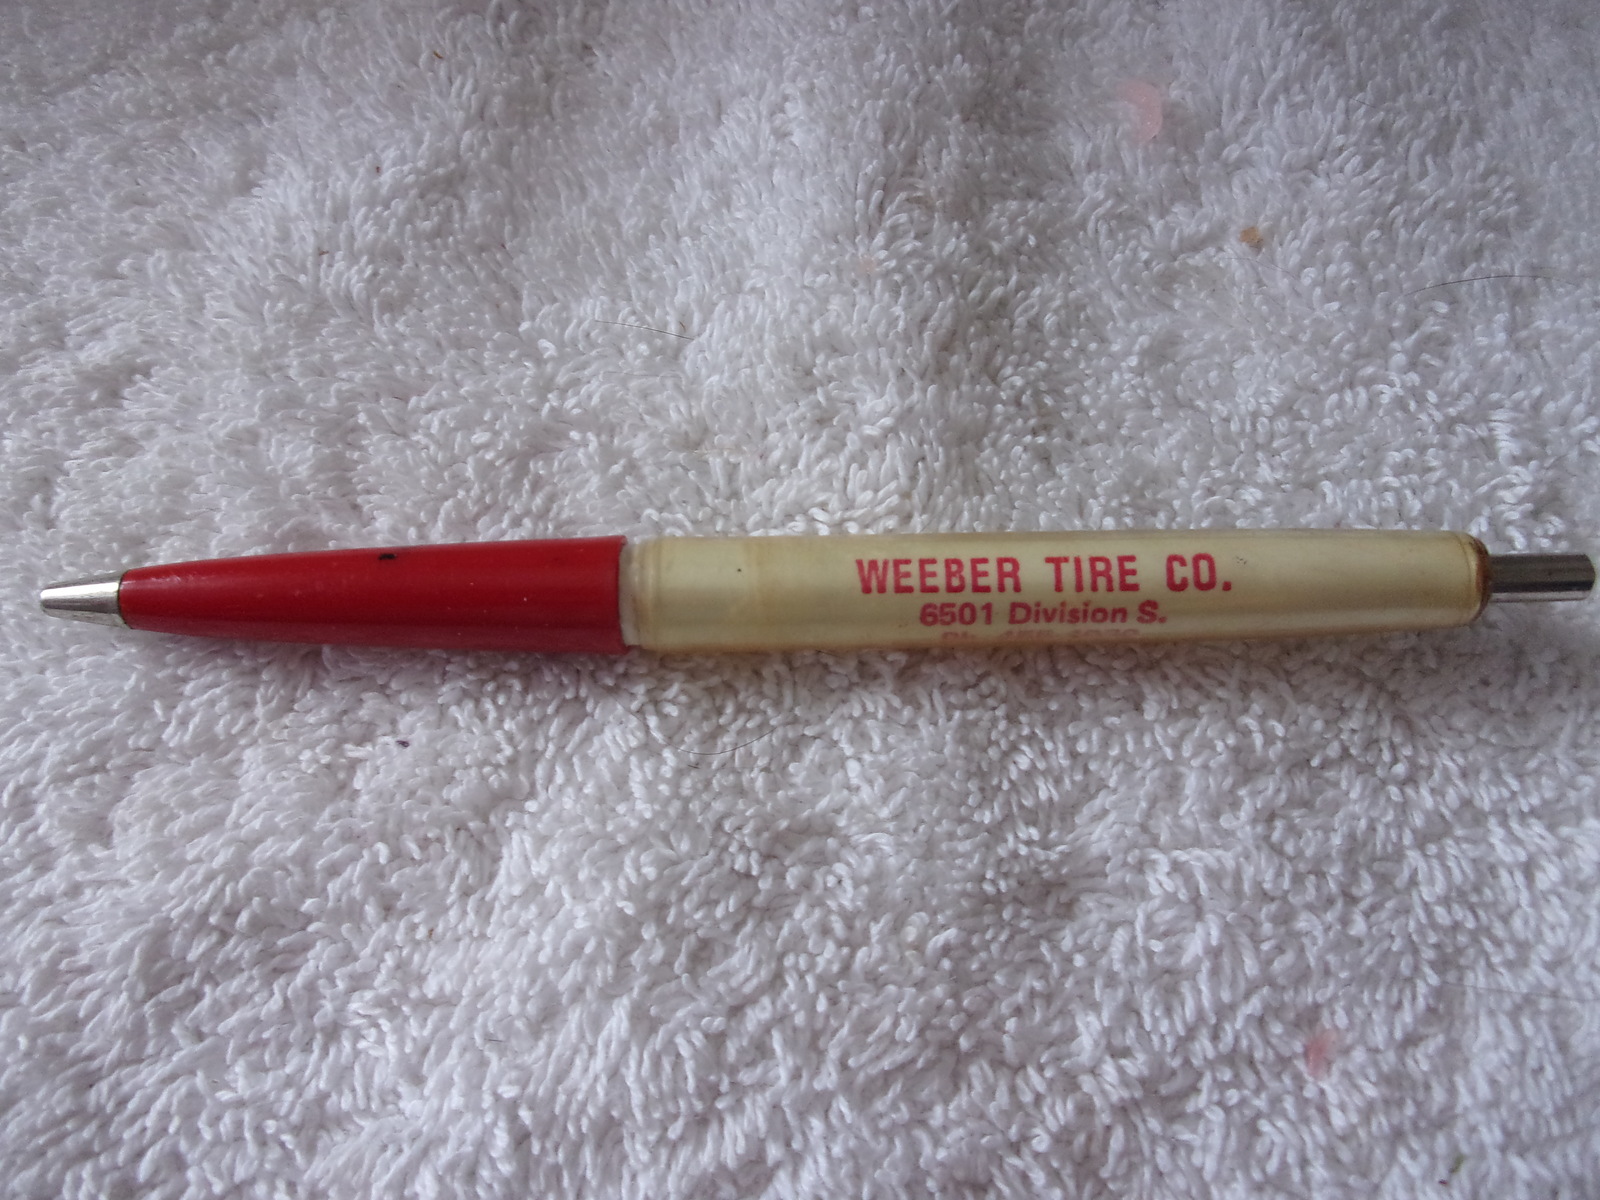 WEEBER TIRE CO.
6501 Division S.